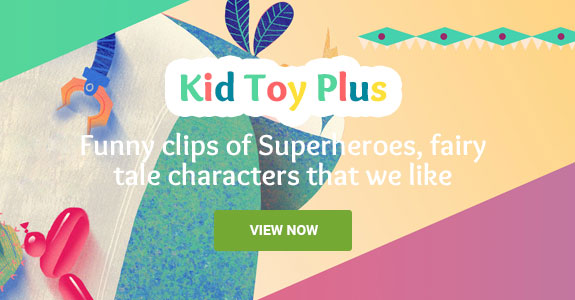 Kid Toy Plus
Funny clips of Superheroes, fairy
tale characters that we like
VIEW NOW